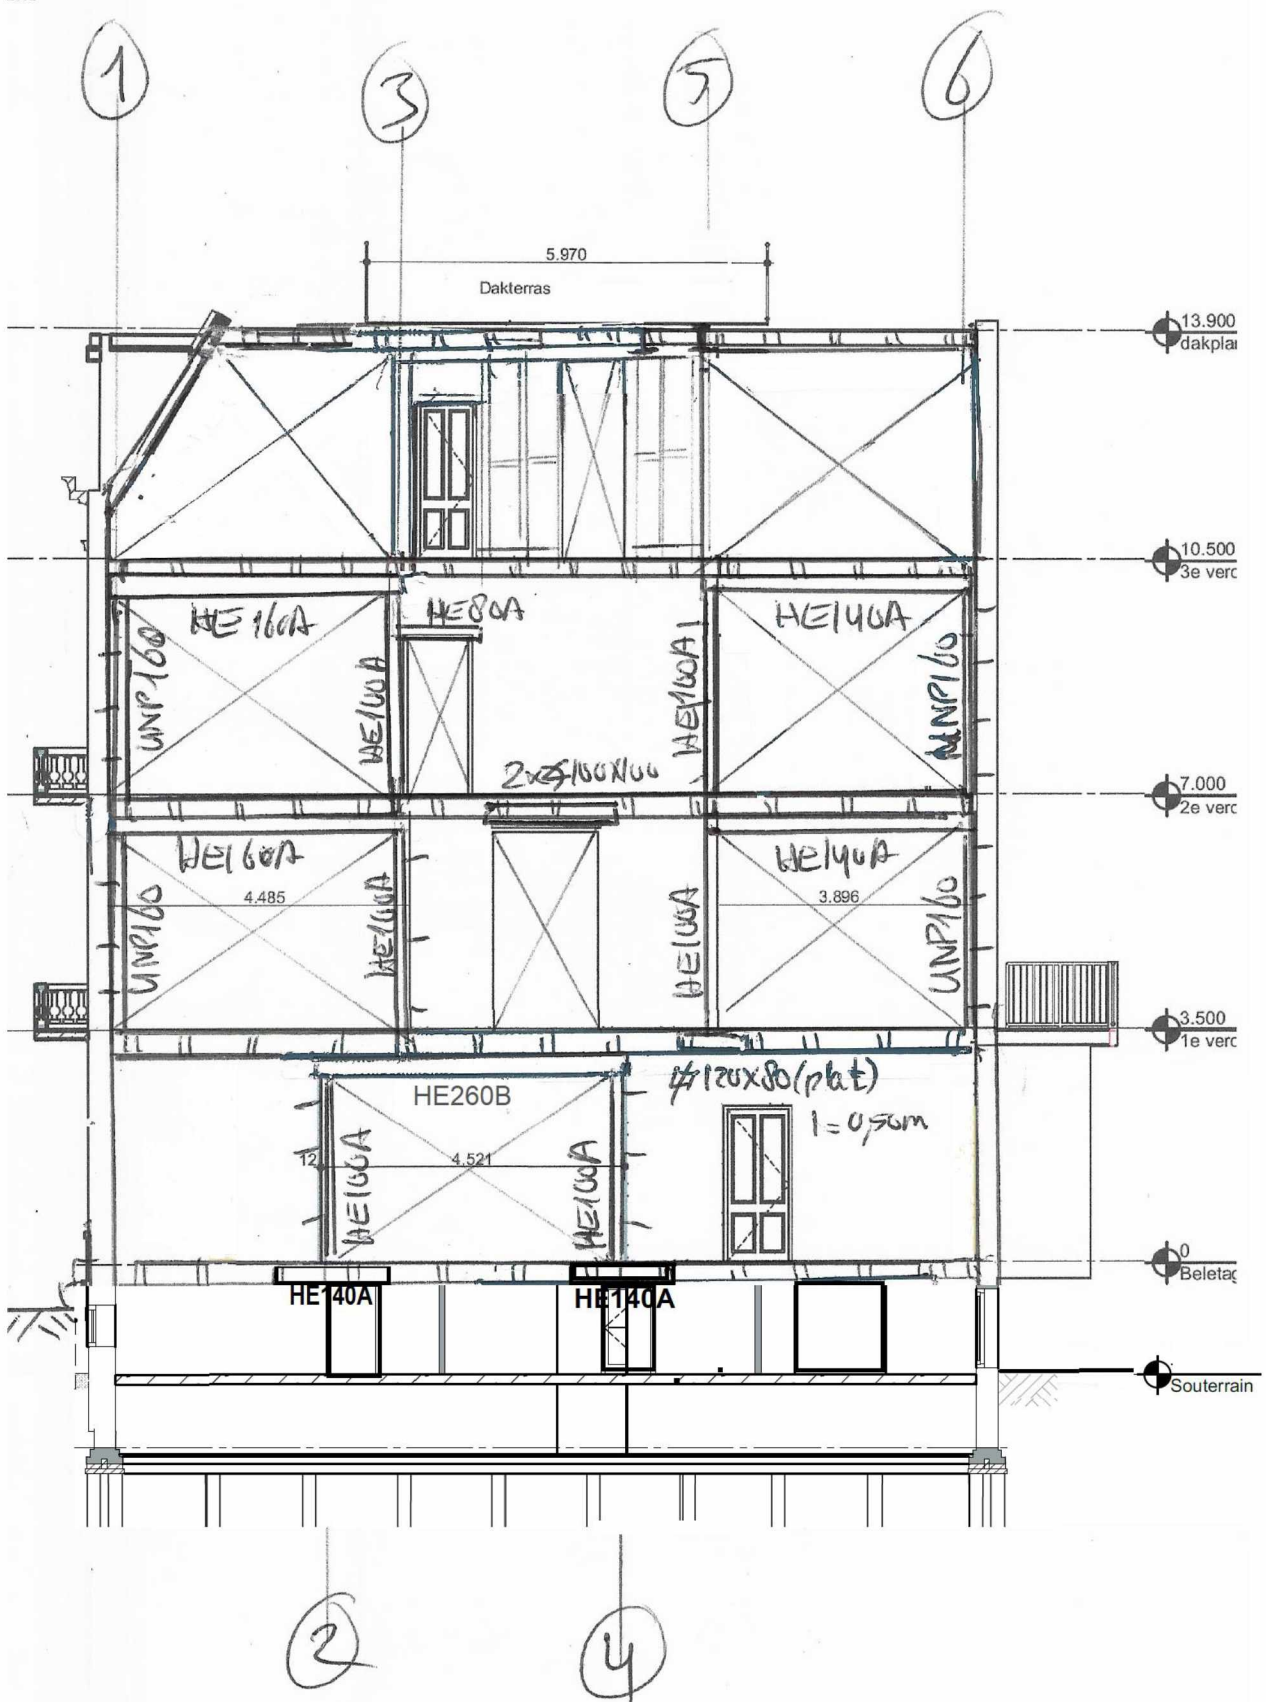 1
3
5
6
5.970
Dakterras
13.900
dakplan
10.500
3e verd
HE160A
HE80A
HE140A
UNP160
HE100A
HE100A
UNP160
2x∠100x100
7.000
2e verd
HE160A
HE140A
4.485
3.896
UNP160
HE100A
HE100A
UNP160
3.500
1e verd
HE260B
#120x80(plat)
l=0,50m
12
4.521
HE100A
HE100A
0
Beletag
HE140A
HE140A
Souterrain
2
4